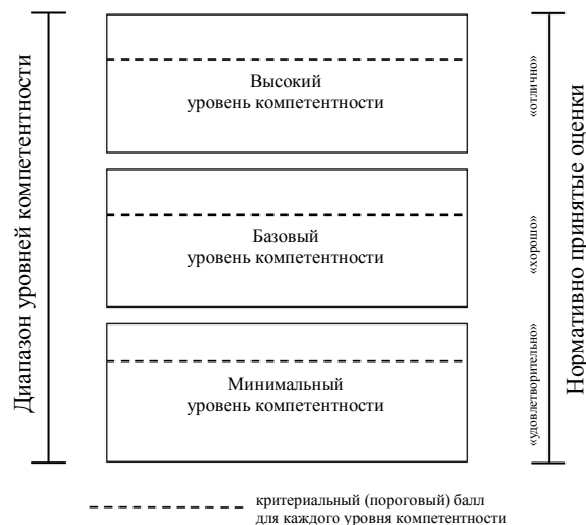 Диапазон уровней компетентности
Высокий
уровень компетентности
«отлично»
Базовый
уровень компетентности
«хорошо»
Минимальный
уровень компетентности
«удовлетворительно»
Нормативно принятые оценки
критериальный (пороговый) балл
для каждого уровня компетентности